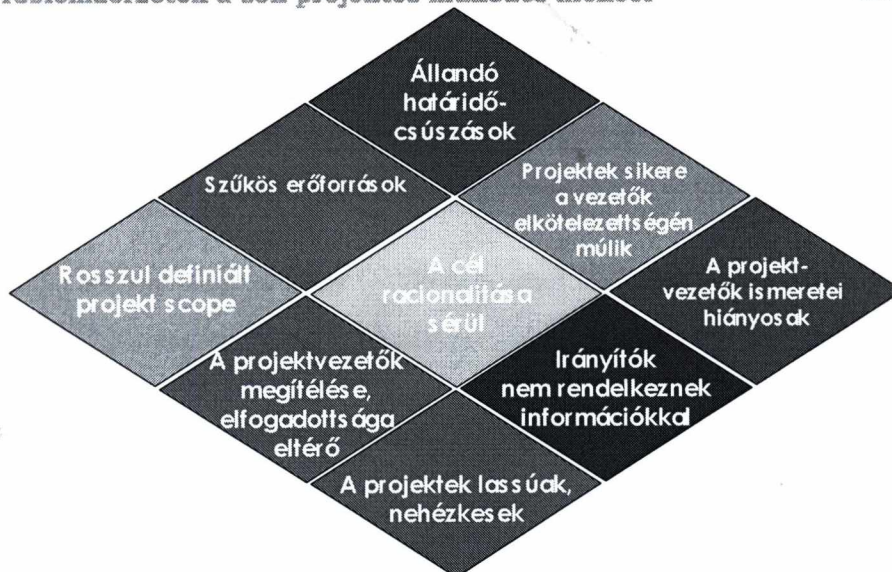 Állandó
határidő-
csúszások
Szűkös erőforrások
Projektek sikere
a vezetők
elkötelezettségén
múlik
Rosszul definiált
projekt scope
A cél
racionalitása
sérül
A projekt-
vezetők ismeretei
hiányosak
A projektvezetők
megítélése,
elfogadottsága
eltérő
Irányítók
nem rendelkeznek
információkkal
A projektek lassúak,
nehézkesek